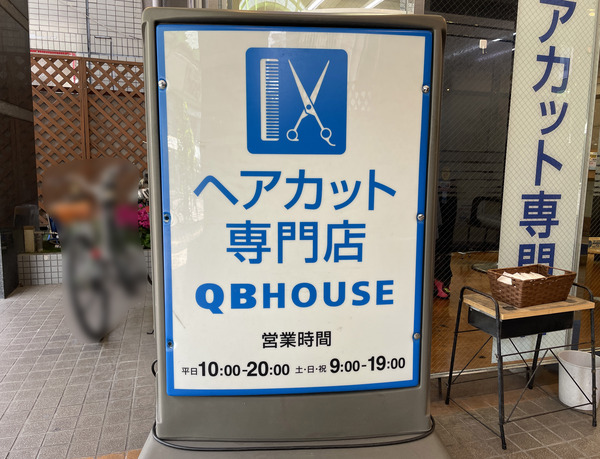 ヘアカット
専門店
QBHOUSE
営業時間
平日10:00-20:00 土・日・祝 9:00-19:00
アカット専門